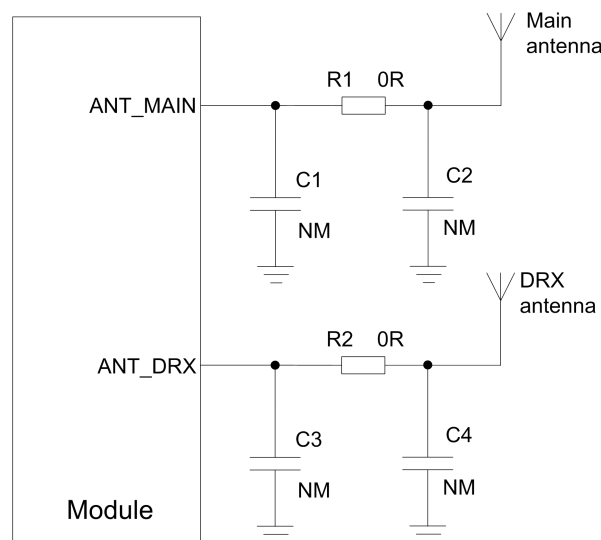 Main
antenna
R1 0R
ANT_MAIN
C1
C2
NM
NM
DRX
antenna
R2 0R
ANT_DRX
C3
C4
NM
NM
Module